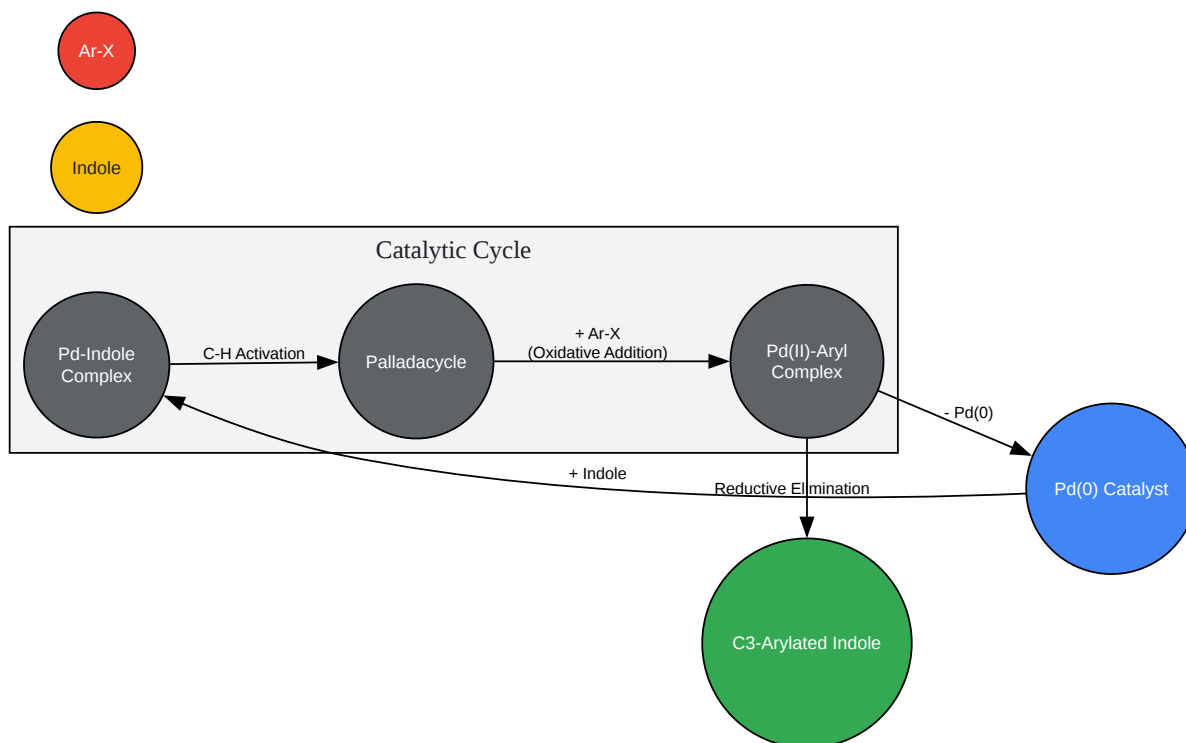 Ar-X
Indole
Catalytic Cycle
Pd-Indole
Complex
C-H Activation
Palladacycle
+ Ar-X
(Oxidative Addition)
Pd(II)-Aryl
Complex
- Pd(0)
+ Indole
Reductive Elimination
Pd(0) Catalyst
C3-Arylated Indole